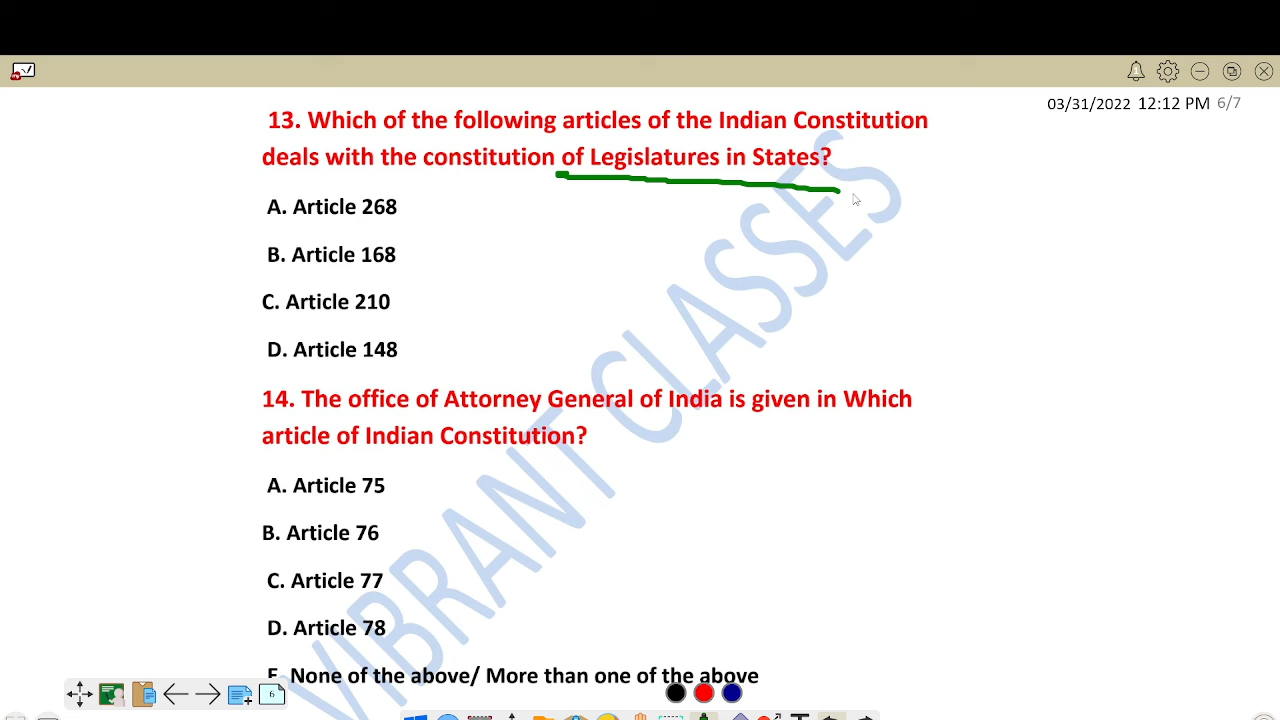 03/31/2022 12:12 PM 6/7
13. Which of the following articles of the Indian Constitution
deals with the constitution of Legislatures in States?
A. Article 268
B. Article 168
C. Article 210
D. Article 148
14. The office of Attorney General of India is given in Which
article of Indian Constitution?
A. Article 75
B. Article 76
C. Article 77
D. Article 78
E. None of the above/ More than one of the above
VIBRANT CLASSES
6